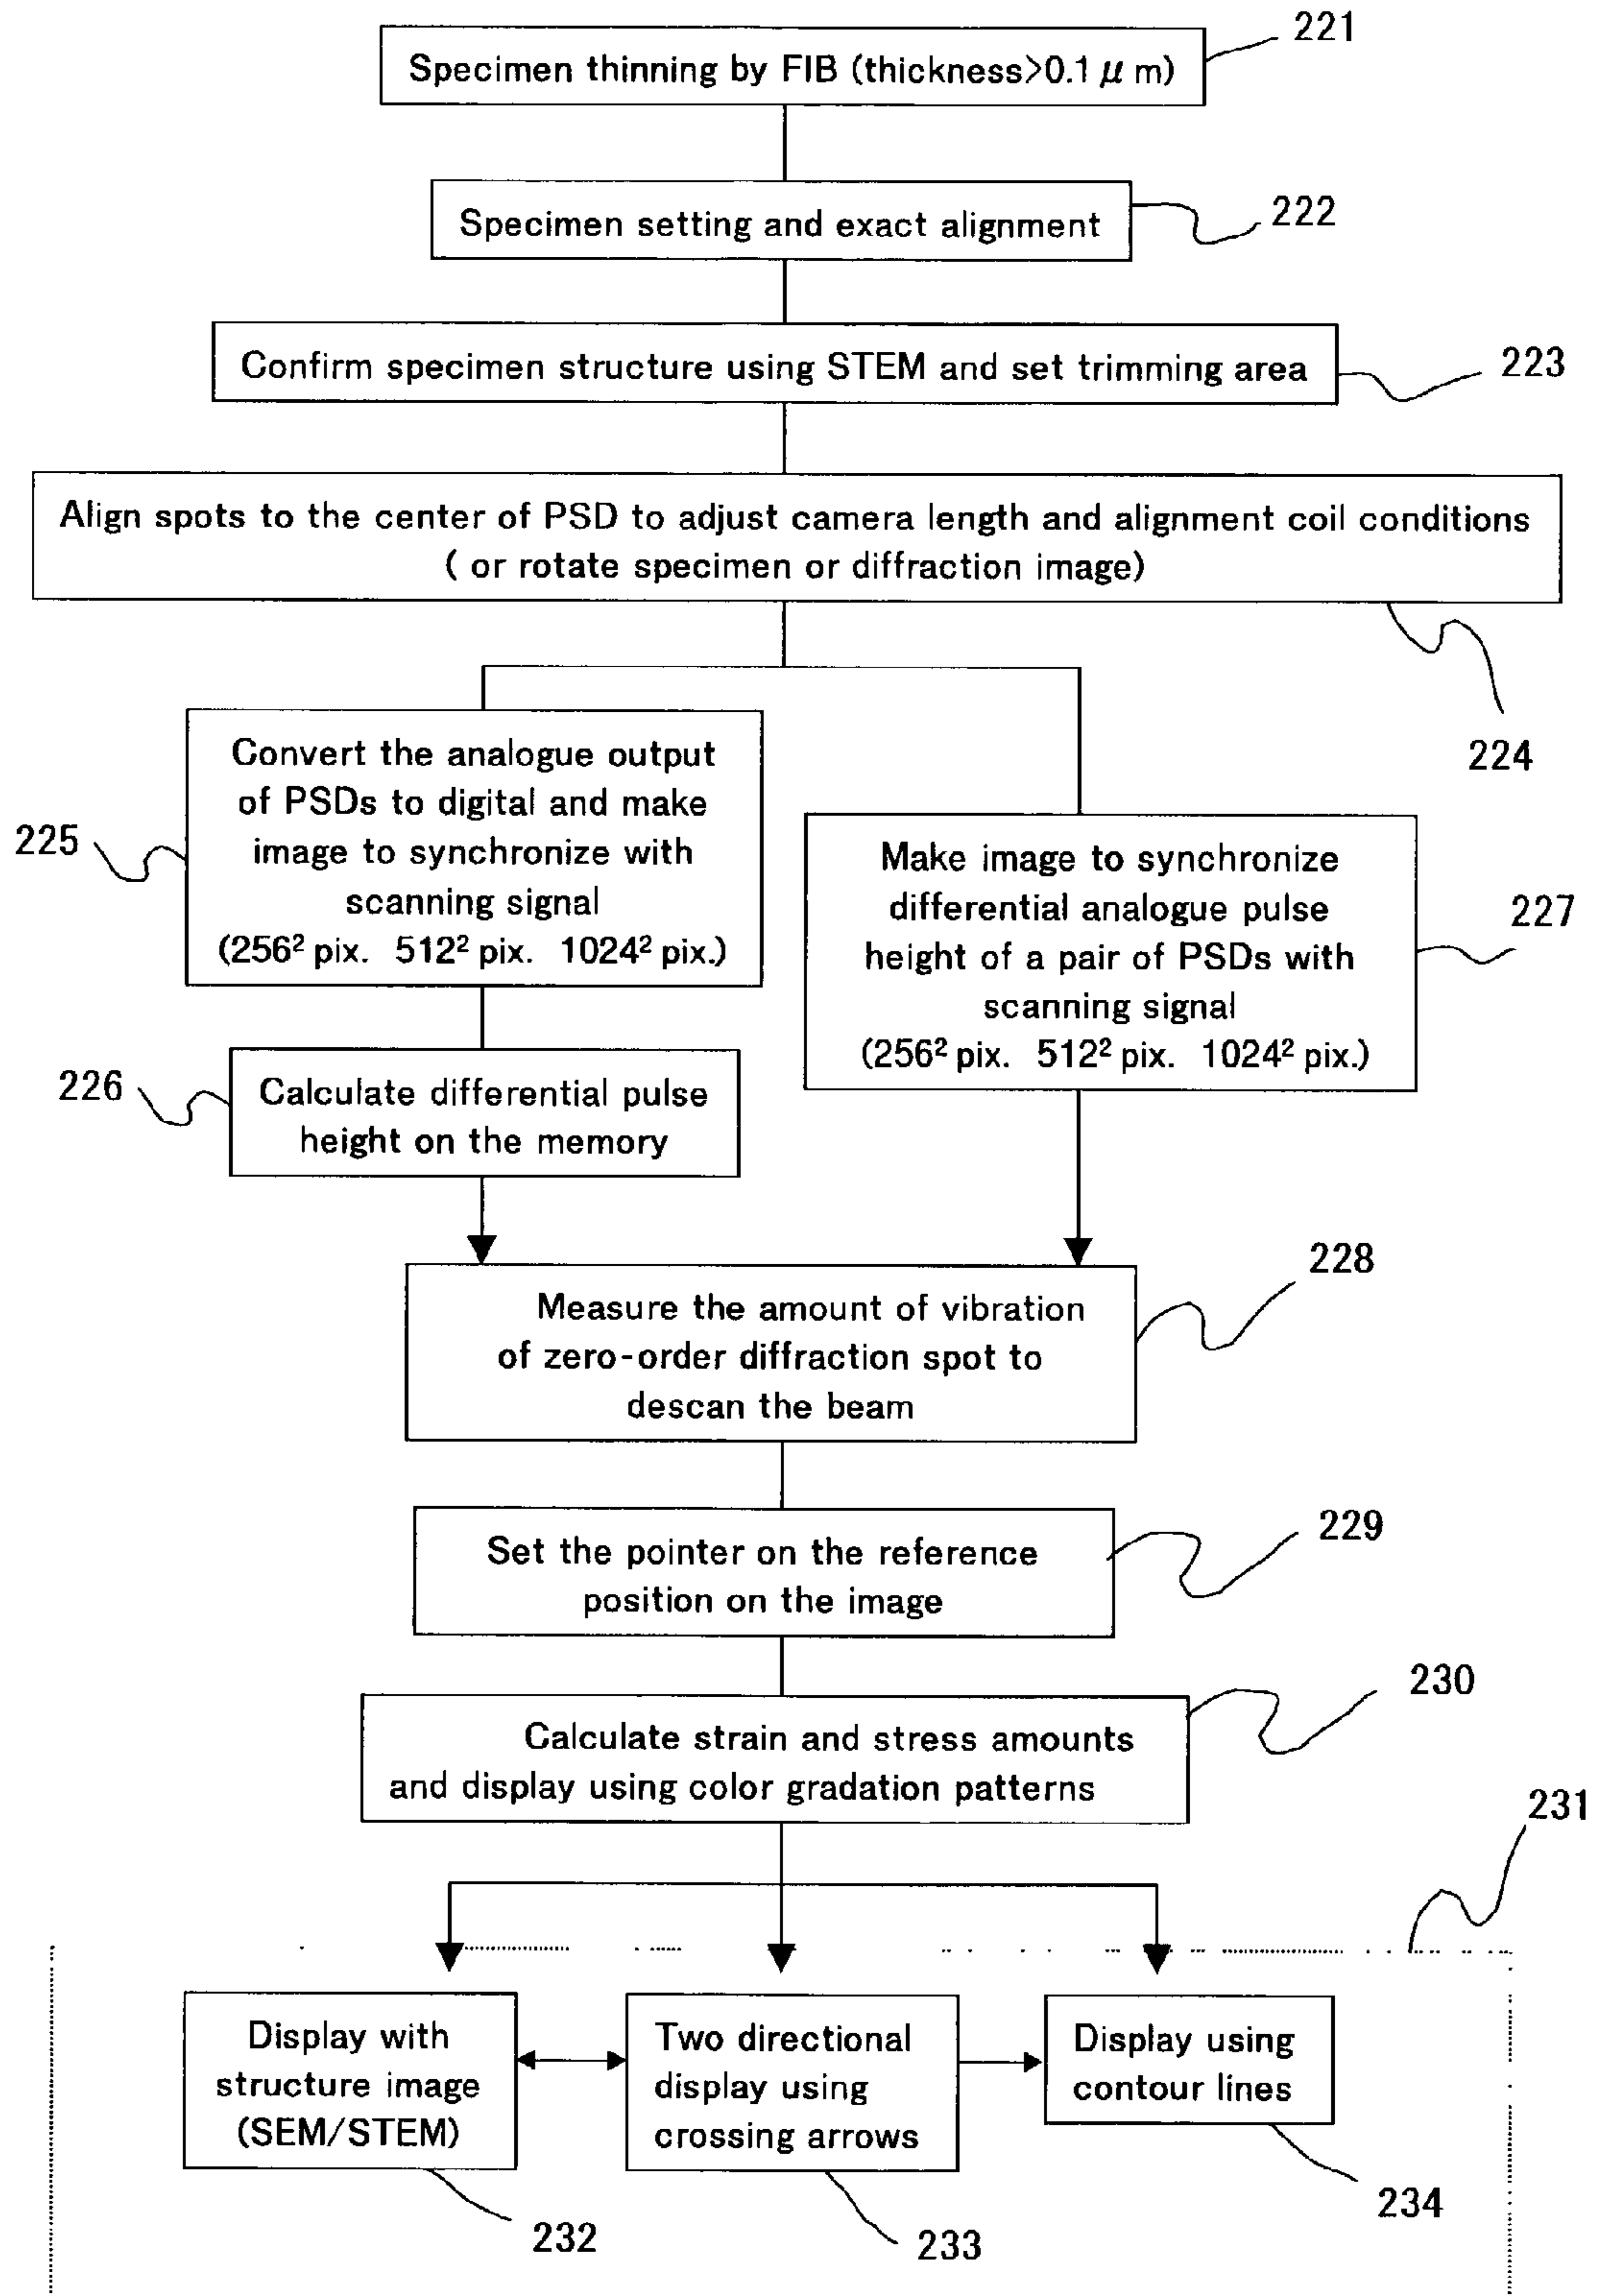 221
Specimen thinning by FIB (thickness>0.1 μ m)
222
Specimen setting and exact alignment
223
Confirm specimen structure using STEM and set trimming area
Align spots to the center of PSD to adjust camera length and alignment coil conditions
( or rotate specimen or diffraction image)
224
225
Convert the analogue output
of PSDs to digital and make
image to synchronize with
scanning signal
(256² pix. 512² pix. 1024² pix.)
227
Make image to synchronize
differential analogue pulse
height of a pair of PSDs with
scanning signal
(256² pix. 512² pix. 1024² pix.)
226
Calculate differential pulse
height on the memory
228
Measure the amount of vibration
of zero-order diffraction spot to
descan the beam
229
Set the pointer on the reference
position on the image
230
Calculate strain and stress amounts
and display using color gradation patterns
231
Display with
structure image
(SEM/STEM)
232
Two directional
display using
crossing arrows
233
Display using
contour lines
234